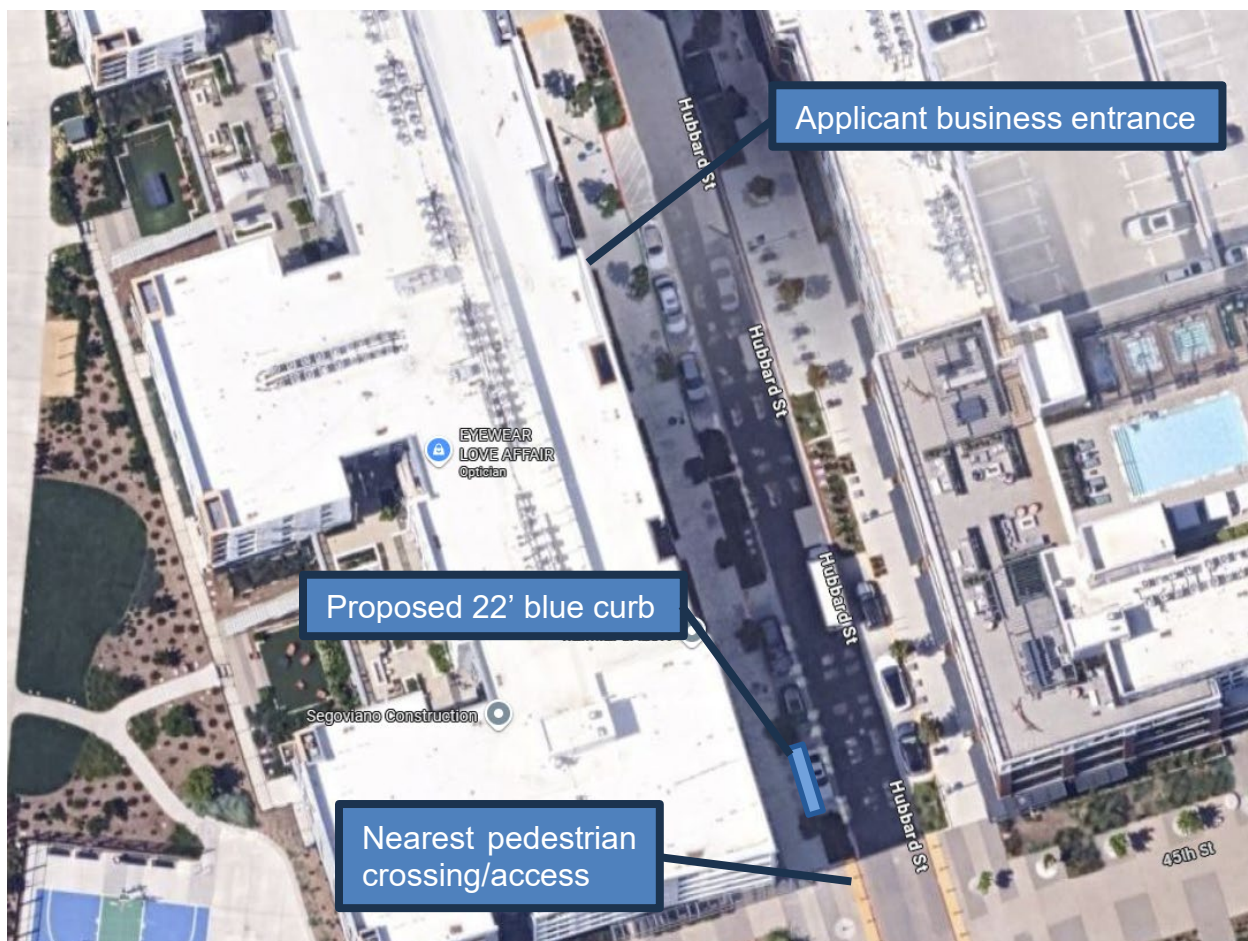 Hubbard St
Applicant business entrance
Hubbard St
EYEWEAR
LOVE AFFAIR
Optician
Hubbard St
Proposed 22’ blue curb
Segoviano Construction
Hubbard St
Nearest pedestrian
crossing/access
45th St